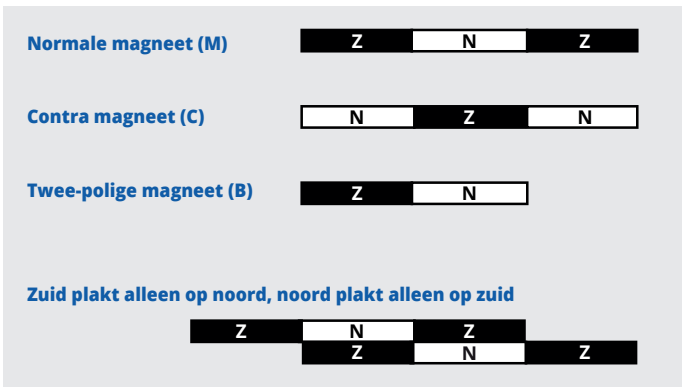 Normale magneet (M) Z N Z
Contra magneet (C) N Z N
Twee-polige magneet (B) Z N
Zuid plakt alleen op noord, noord plakt alleen op zuid
Z N Z
Z N Z